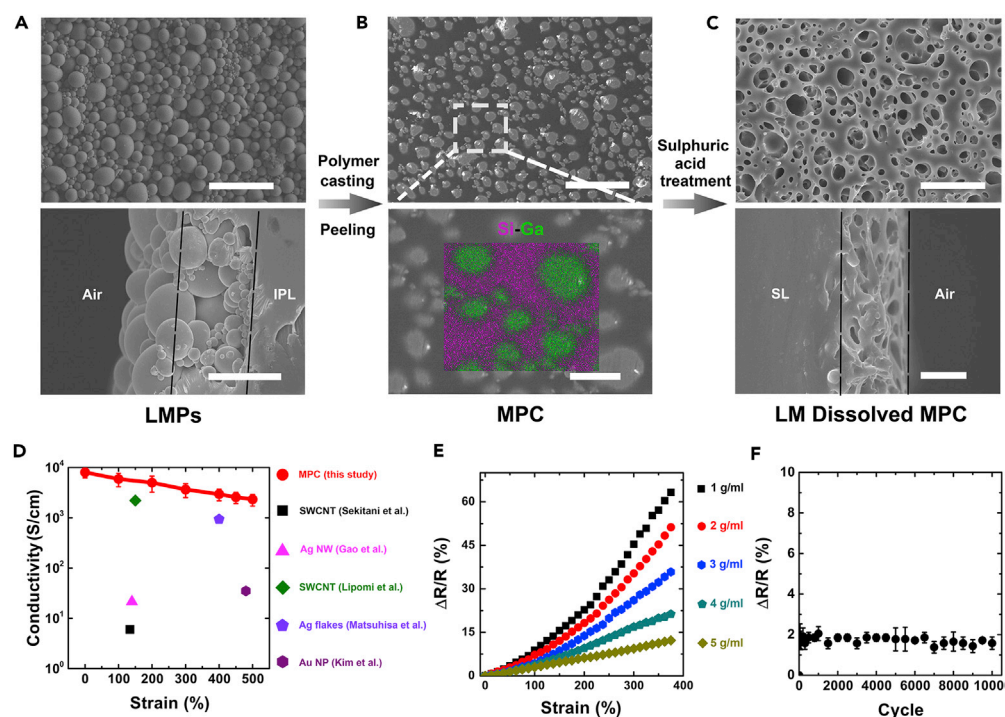 A
B
C
Air
IPL
Polymer
casting
Peeling
Si-Ga
Sulphuric
acid
treatment
SL
Air
LMPs
MPC
LM Dissolved MPC
D
Conductivity (S/cm)
10⁴
10³
10²
10¹
10⁰
0 100 200 300 400 500
Strain (%)
MPC (this study)
SWCNT (Sekitani et al.)
Ag NW (Gao et al.)
SWCNT (Lipomi et al.)
Ag flakes (Matsuhisa et al.)
Au NP (Kim et al.)
E
ΔR/R (%)
60
45
30
15
0
0 100 200 300 400
Strain (%)
1 g/ml
2 g/ml
3 g/ml
4 g/ml
5 g/ml
F
ΔR/R (%)
10
8
6
4
2
0
0 2000 4000 6000 8000 10000
Cycle